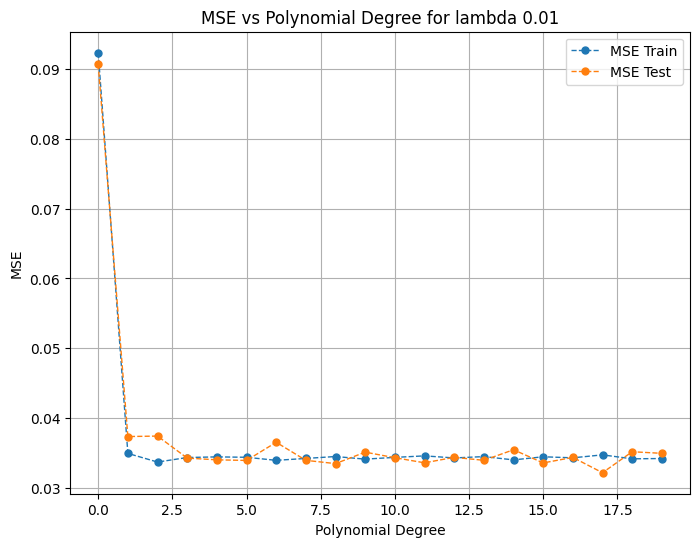 MSE vs Polynomial Degree for lambda 0.01
MSE Train
MSE Test
0.09
0.08
0.07
0.06
0.05
0.04
0.03
MSE
0.0 2.5 5.0 7.5 10.0 12.5 15.0 17.5
Polynomial Degree